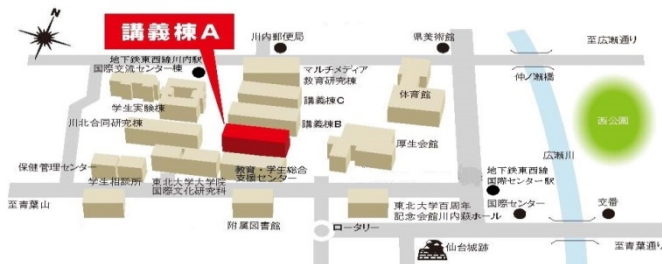 講義棟A
川内郵便局
県美術館
至広瀬通り
地下鉄東西線川内駅
国際交流センター棟
マルチメディア
教育研究棟
仲ノ瀬橋
学生実験棟
講義棟C
体育館
川北合同研究棟
講義棟B
西公園
厚生会館
広瀬川
保健管理センター
学生相談所
東北大学大学院
国際文化研究科
教育・学生総合
支援センター
地下鉄東西線
国際センター駅
至青葉山
附属図書館
東北大学百周年
記念会館川内萩ホール
国際センター
交番
ロータリー
仙台城跡
至青葉通り